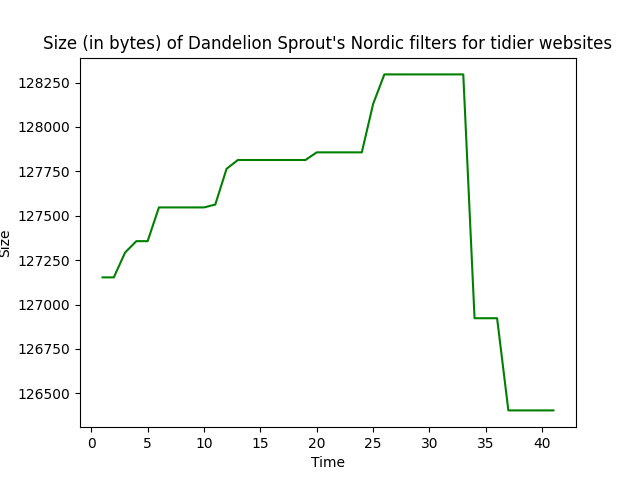 Size (in bytes) of Dandelion Sprout's Nordic filters for tidier websites
128250
128000
127750
127500
127250
127000
126750
126500
Size
0 5 10 15 20 25 30 35 40
Time